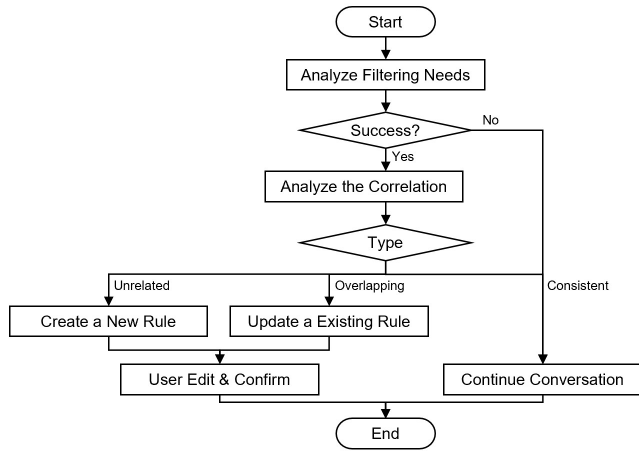 Start
Analyze Filtering Needs
Success?
No
Yes
Analyze the Correlation
Type
Unrelated
Overlapping
Consistent
Create a New Rule
Update a Existing Rule
User Edit & Confirm
Continue Conversation
End